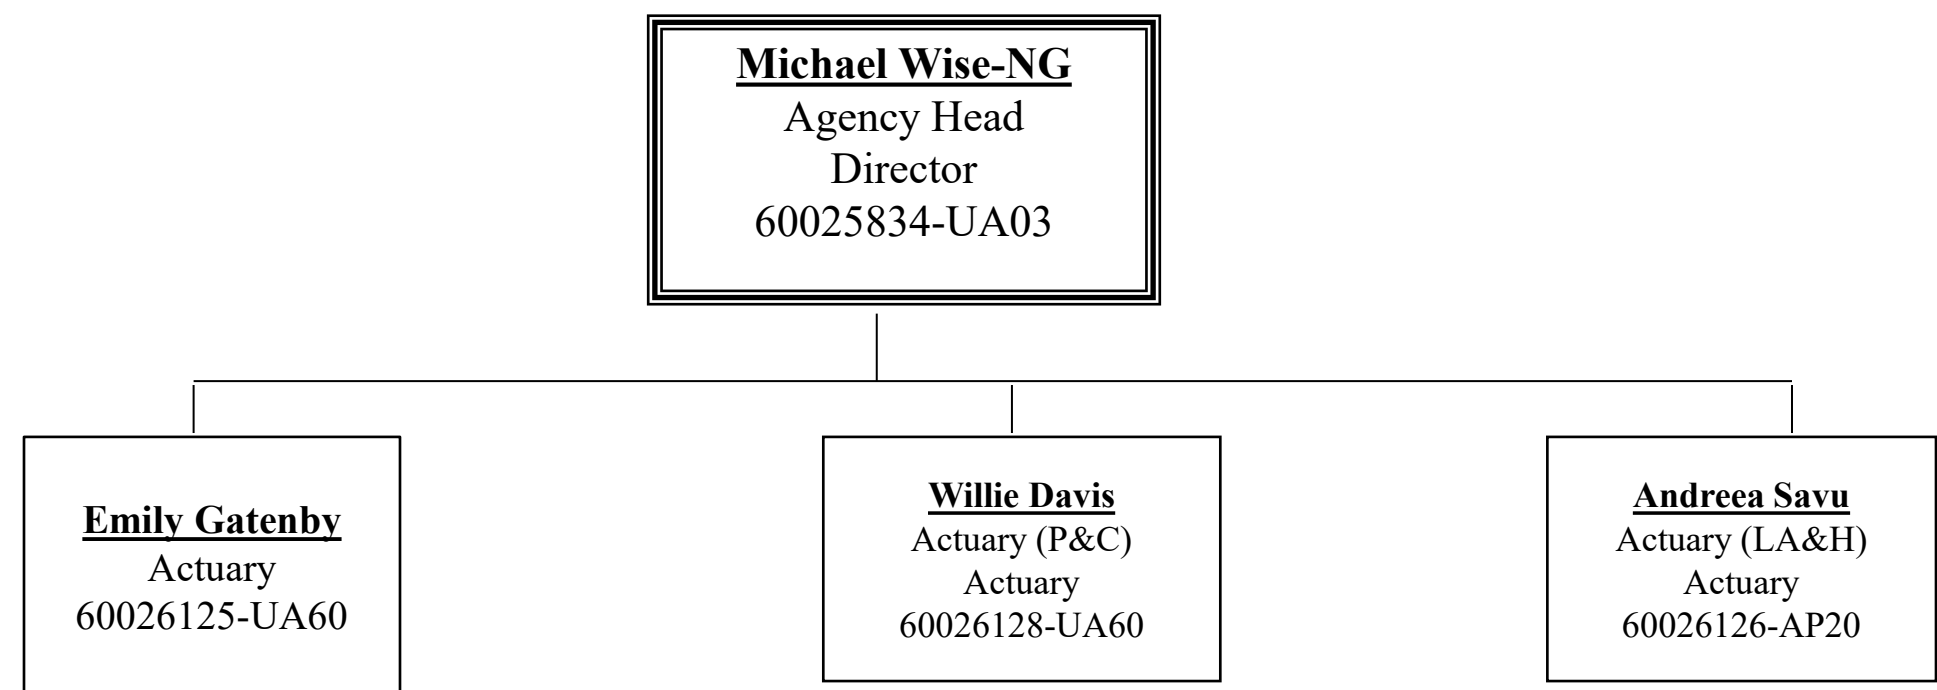 Michael Wise-NG
Agency Head
Director
60025834-UA03
Emily Gatenby
Actuary
60026125-UA60
Willie Davis
Actuary (P&C)
Actuary
60026128-UA60
Andreea Savu
Actuary (LA&H)
Actuary
60026126-AP20